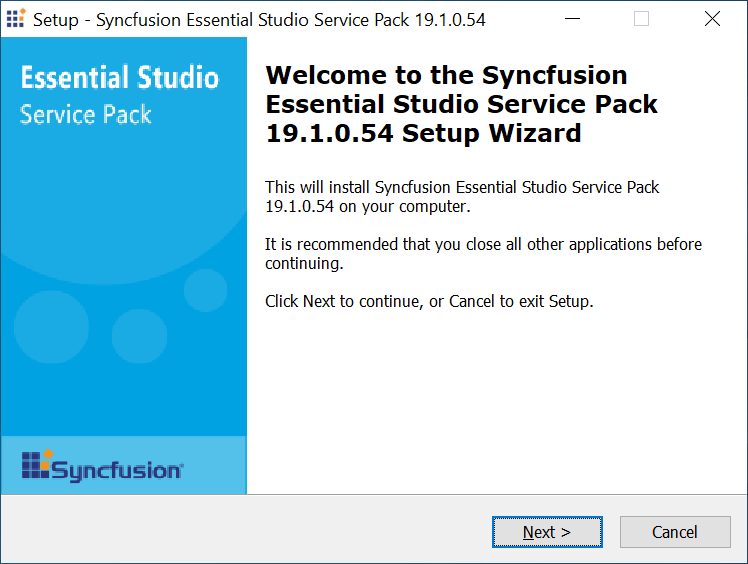 Setup - Syncfusion Essential Studio Service Pack 19.1.0.54
Essential Studio
Service Pack
Welcome to the Syncfusion
Essential Studio Service Pack
19.1.0.54 Setup Wizard
This will install Syncfusion Essential Studio Service Pack
19.1.0.54 on your computer.
It is recommended that you close all other applications before
continuing.
Click Next to continue, or Cancel to exit Setup.
Syncfusion®
Next >
Cancel